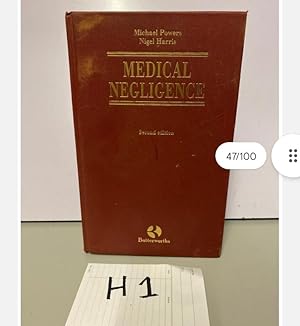 Michael Powers
Nigel Harris
MEDICAL
NEGLIGENCE
Second edition
47/100
Butterworths
H1